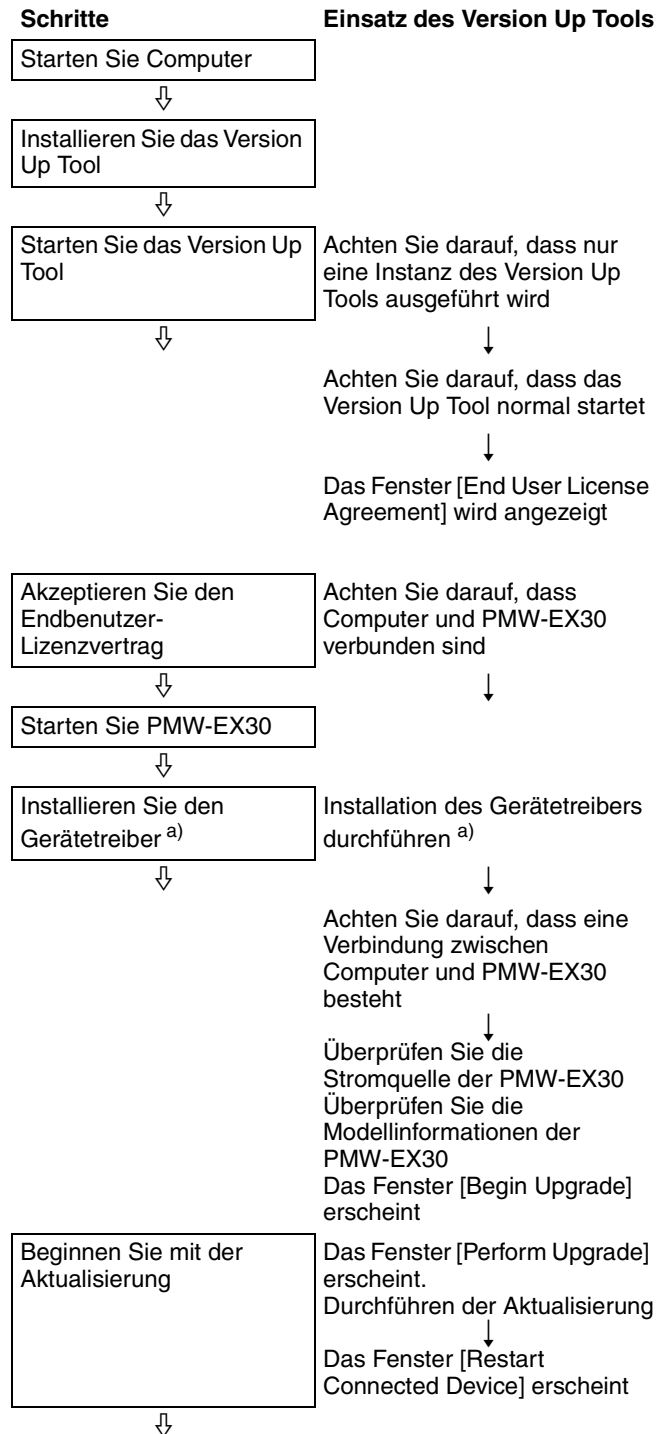 Schritte
Einsatz des Version Up Tools
Starten Sie Computer
Installieren Sie das Version
Up Tool
Starten Sie das Version Up
Tool
Achten Sie darauf, dass nur
eine Instanz des Version Up
Tools ausgeführt wird
Achten Sie darauf, dass das
Version Up Tool normal startet
Das Fenster [End User License
Agreement] wird angezeigt
Akzeptieren Sie den
Endbenutzer-
Lizenzvertrag
Achten Sie darauf, dass
Computer und PMW-EX30
verbunden sind
Starten Sie PMW-EX30
Installieren Sie den
Gerätetreiber a)
Installation des Gerätetreibers
durchführen a)
Achten Sie darauf, dass eine
Verbindung zwischen
Computer und PMW-EX30
besteht
Überprüfen Sie die
Stromquelle der PMW-EX30
Überprüfen Sie die
Modellinformationen der
PMW-EX30
Das Fenster [Begin Upgrade]
erscheint
Beginnen Sie mit der
Aktualisierung
Das Fenster [Perform Upgrade]
erscheint.
Durchführen der Aktualisierung
Das Fenster [Restart
Connected Device] erscheint